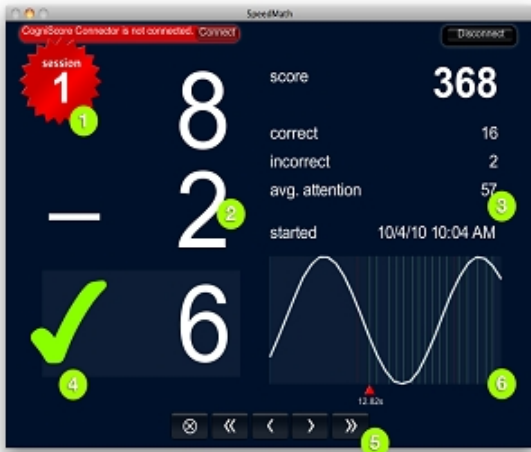 SpeedMath
CogniScore Connector is not connected. Connect
Disconnect
session
1
1
8
− 2
2
6
4
score 368
correct 16
incorrect 2
avg. attention 57
3
started 10/4/10 10:04 AM
6
12.82s
5